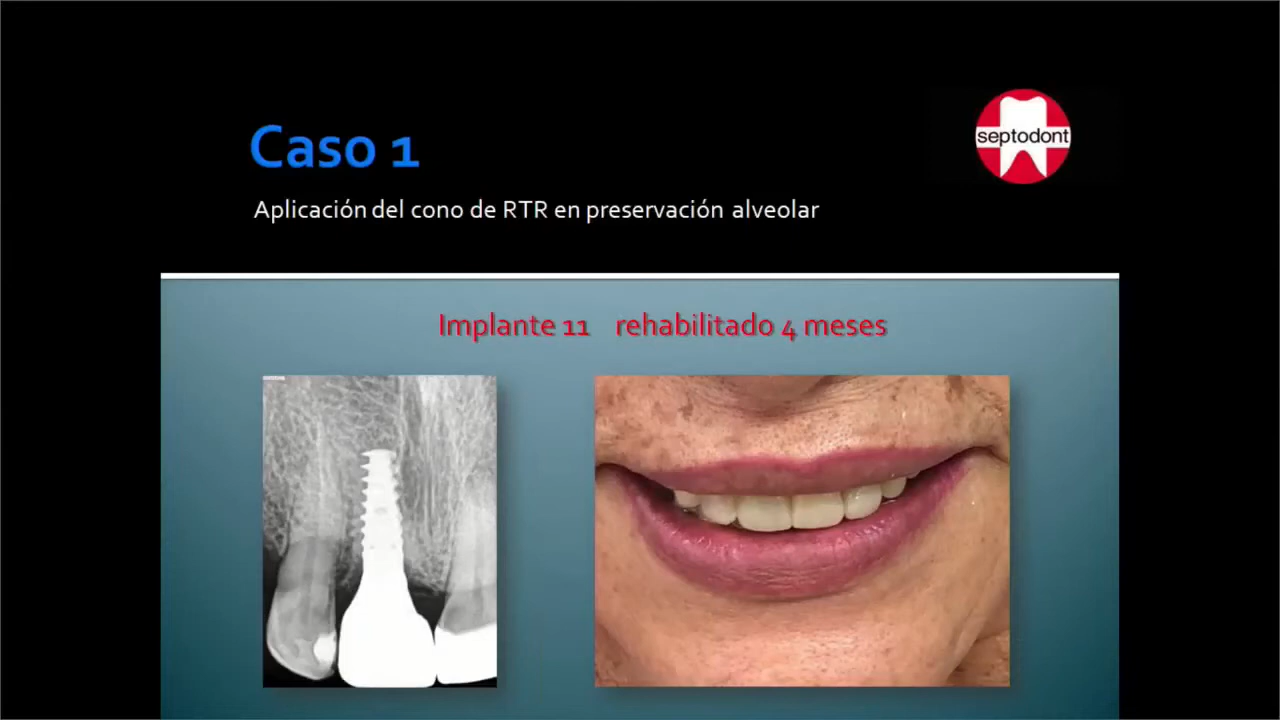 Caso 1
septodont
Aplicación del cono de RTR en preservación alveolar
Implante 11 rehabilitado 4 meses